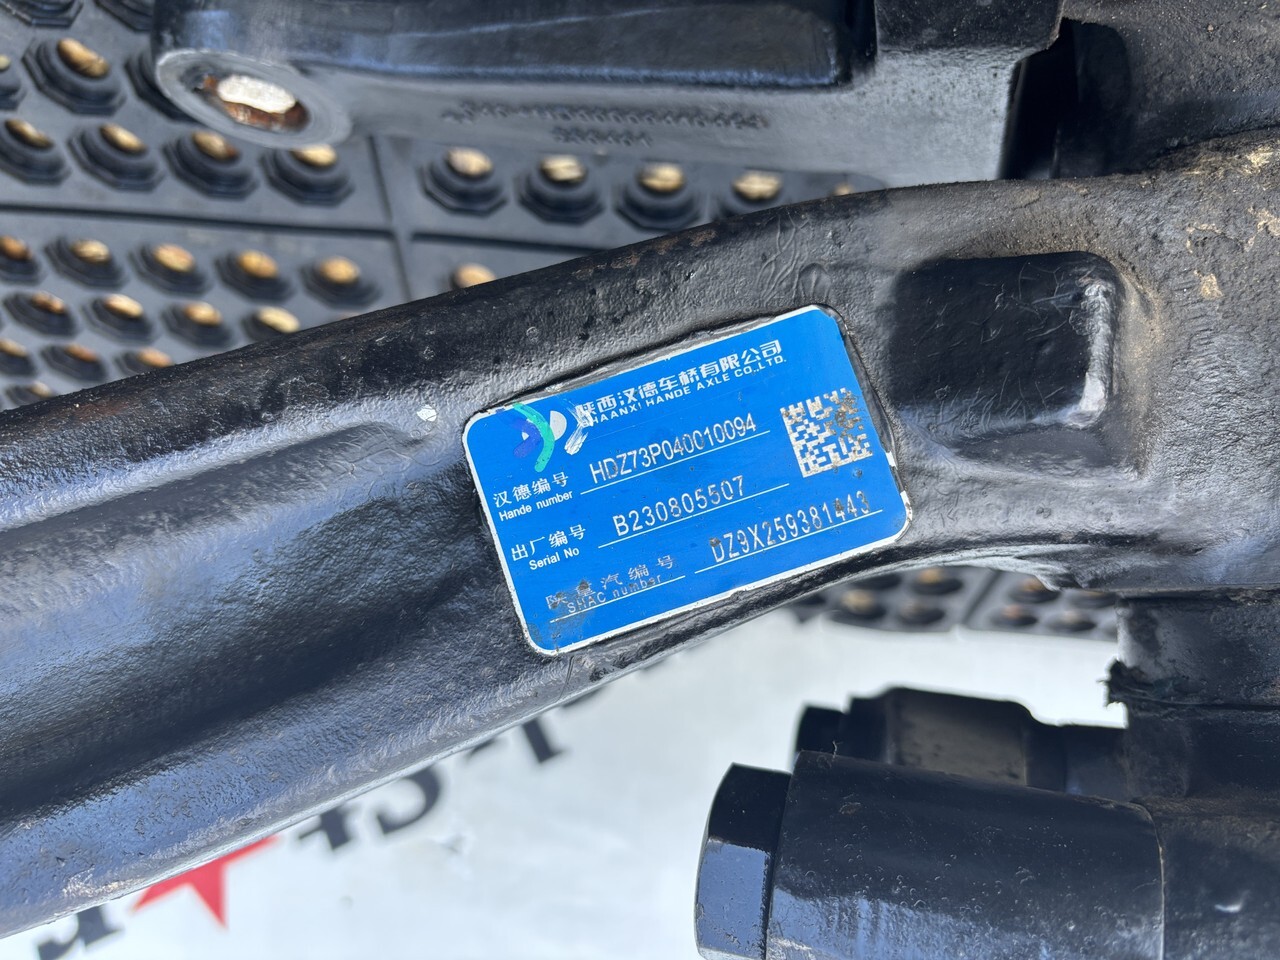 陕西汉德车桥有限公司
SHAANXI HANDE AXLE CO.,LTD.
汉德编号 HDZ73P040010094
Hande number
出厂编号 B230805507
Serial No
陕重汽编号 DZ9X259381443
SHAC number